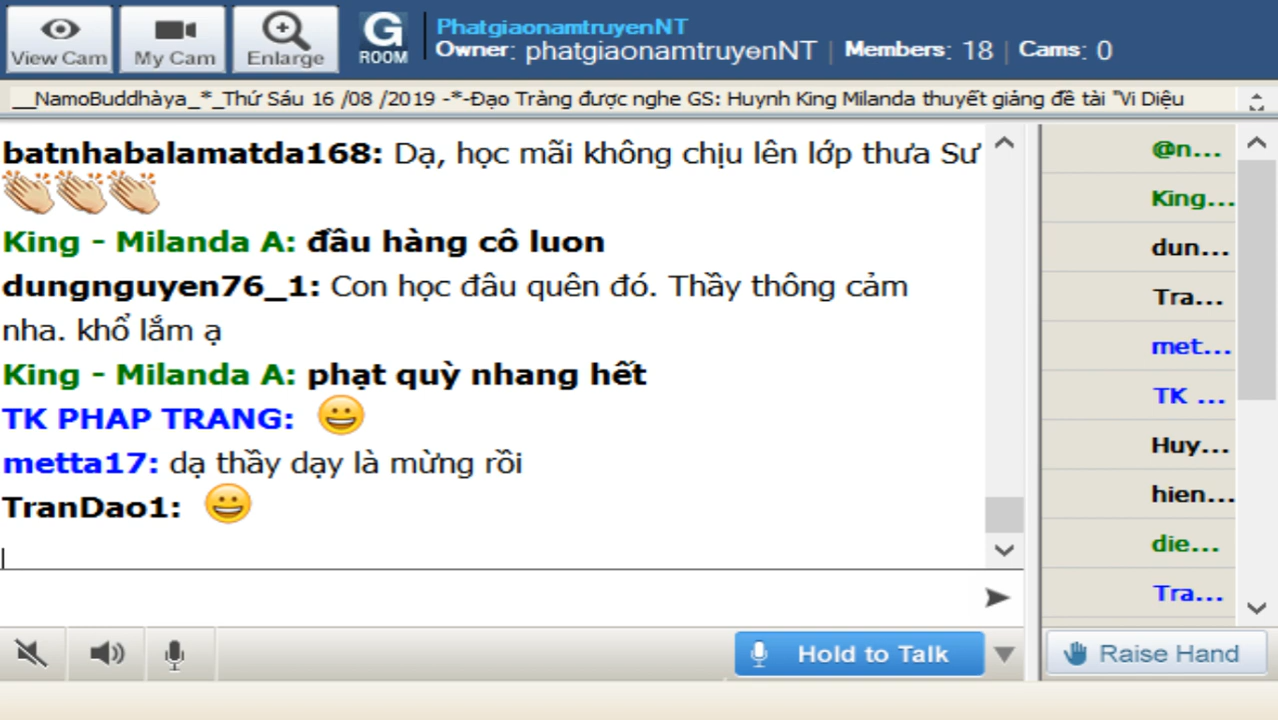 View Cam
My Cam
Enlarge
G
ROOM
PhatgiaonamtruyenNT
Owner: phatgiaonamtruyenNT | Members: 18 | Cams: 0
__NamoBuddhàya_*_Thứ Sáu 16 /08 /2019 -*-Đạo Tràng được nghe GS: Huynh King Milanda thuyết giảng đề tài "Vi Diệu
batnhabalamatda168: Dạ, học mãi không chịu lên lớp thưa Sư
👏👏👏
King - Milanda A: đầu hàng cô luon
dungnguyen76_1: Con học đâu quên đó. Thầy thông cảm
nha. khổ lắm ạ
King - Milanda A: phạt quỳ nhang hết
TK PHAP TRANG: 😀
metta17: dạ thầy dạy là mừng rồi
TranDao1: 😀
@n...
King...
dun...
Tra...
met...
TK ...
Huy...
hien...
die...
Tra...
Hold to Talk
Raise Hand